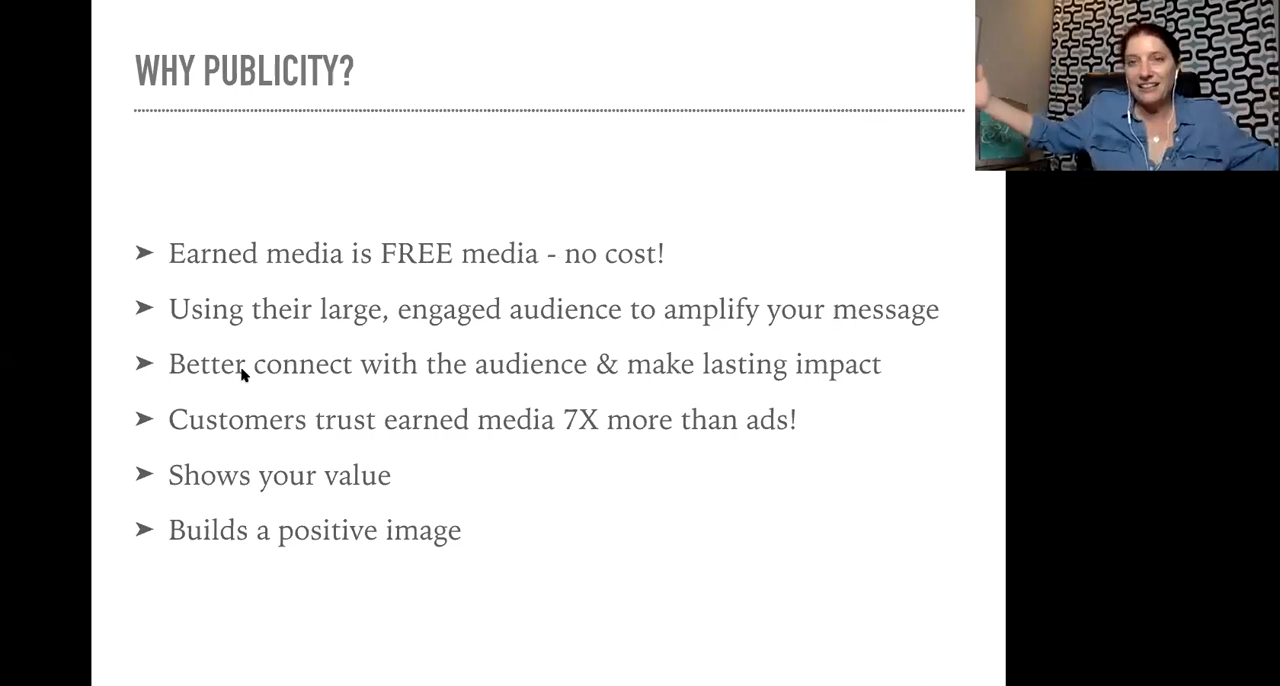 WHY PUBLICITY?
➤ Earned media is FREE media - no cost!
➤ Using their large, engaged audience to amplify your message
➤ Better connect with the audience & make lasting impact
➤ Customers trust earned media 7X more than ads!
➤ Shows your value
➤ Builds a positive image